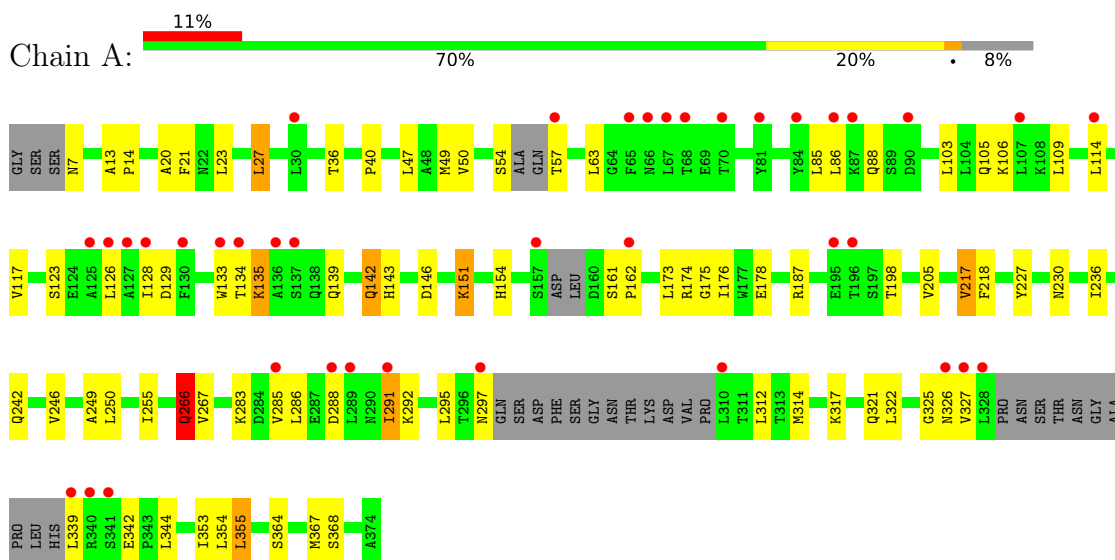 11%
Chain A:
70% 20% • 8%
GLY SER SER N7 A13 P14 A20 F21 N22 L23 L27 L30 T36 P40 L47 A48 M49 V50 S54 ALA GLN T57 L63 G64 F65 N66 L67 T68 E69 T70 Y81 Y84 L85 L86 K87 Q88 S89 D90 L103 L104 Q105 K106 L107 K108 L109 L114
V117 S123 E124 A125 L126 A127 I128 D129 F130 W133 T134 K135 A136 S137 Q138 Q139 Q142 H143 D146 K151 H154 S157 ASP LEU D160 S161 P162 L173 R174 G175 I176 W177 E178 R187 E195 T196 S197 T198 V205 V217 F218 Y227 N230 I236
Q242 V246 A249 L250 I255 Q266 V267 K283 D284 V285 L286 E287 D288 L289 N290 I291 K292 L295 T296 N297 GLN SER ASP PHE SER GLY ASN THR LYS ASP VAL PRO L310 T311 L312 T313 M314 K317 Q321 L322 G325 N326 V327 L328 PRO ASN SER THR ASN GLY ALA
PRO LEU HIS L339 R340 S341 E342 P343 L344 I353 L354 L355 S364 M367 S368 A374